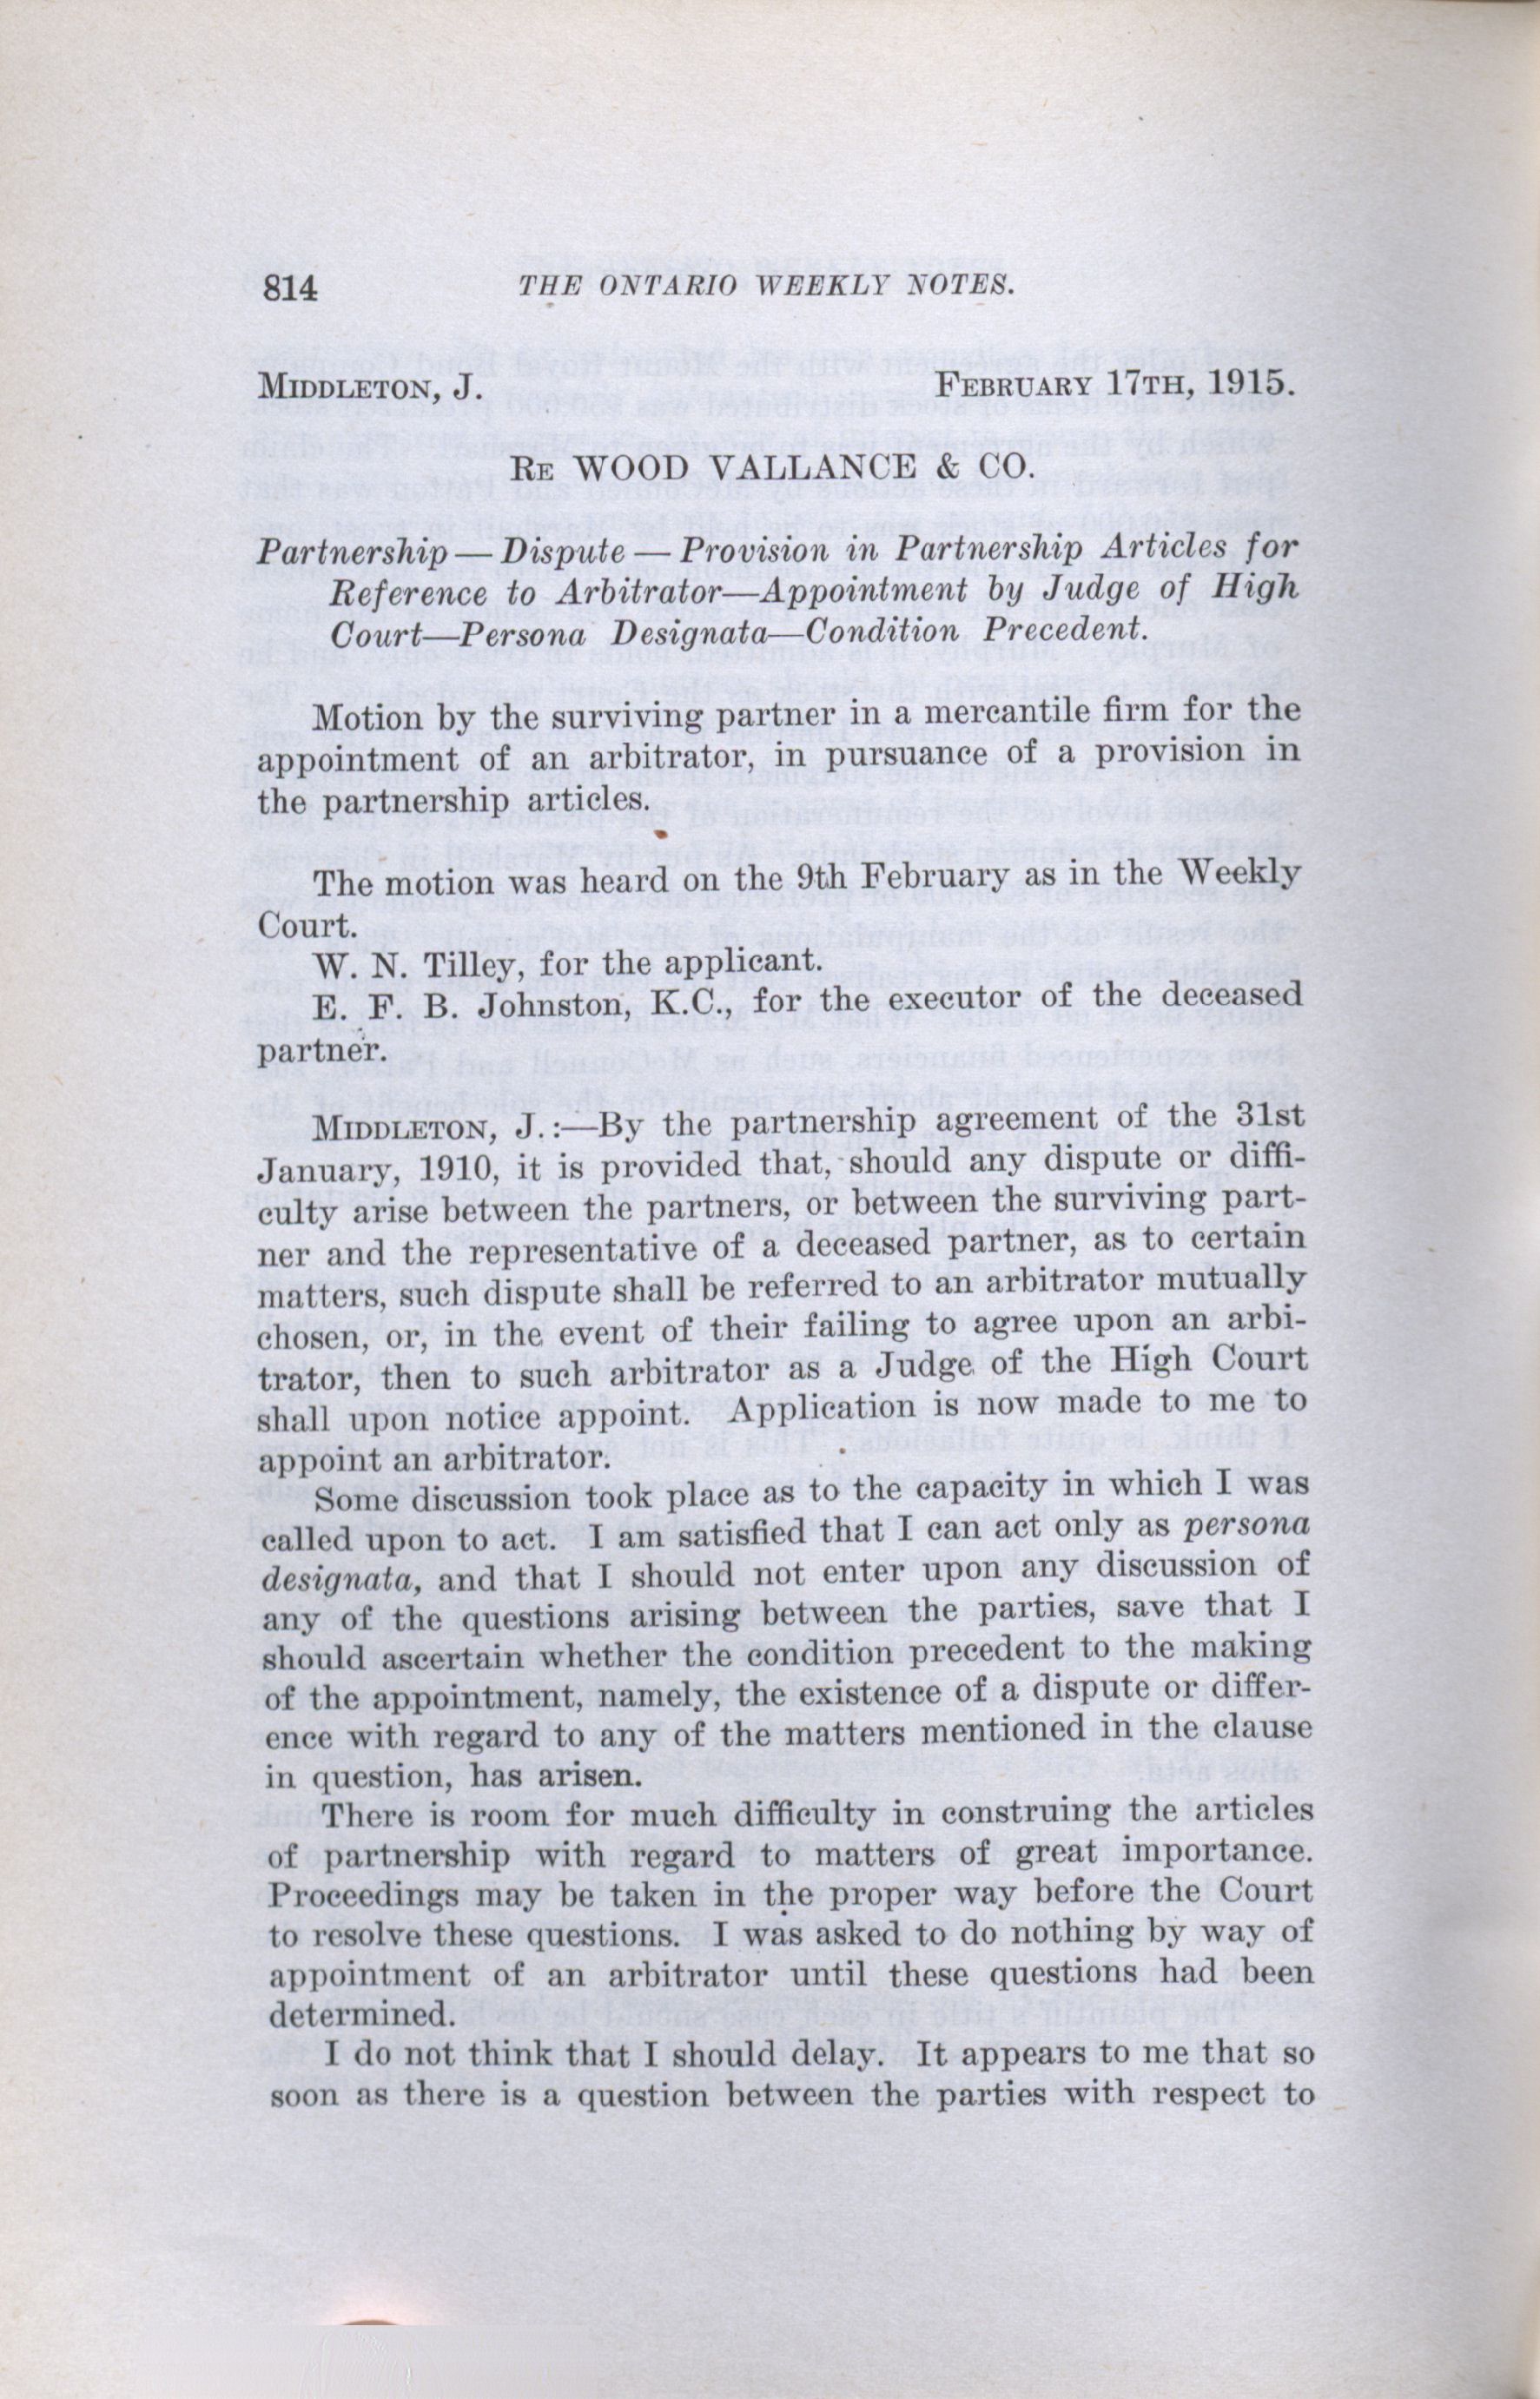 814 THE ONTARIO WEEKLY NOTES.
MIDDLETON, J. FEBRUARY 17TH, 1915.
RE WOOD VALLANCE & CO.
Partnership — Dispute — Provision in Partnership Articles for
Reference to Arbitrator—Appointment by Judge of High
Court—Persona Designata—Condition Precedent.
Motion by the surviving partner in a mercantile firm for the
appointment of an arbitrator, in pursuance of a provision in
the partnership articles.
The motion was heard on the 9th February as in the Weekly
Court.
W. N. Tilley, for the applicant.
E. F. B. Johnston, K.C., for the executor of the deceased
partner.
MIDDLETON, J.:—By the partnership agreement of the 31st
January, 1910, it is provided that, should any dispute or diffi-
culty arise between the partners, or between the surviving part-
ner and the representative of a deceased partner, as to certain
matters, such dispute shall be referred to an arbitrator mutually
chosen, or, in the event of their failing to agree upon an arbi-
trator, then to such arbitrator as a Judge of the High Court
shall upon notice appoint. Application is now made to me to
appoint an arbitrator.
Some discussion took place as to the capacity in which I was
called upon to act. I am satisfied that I can act only as persona
designata, and that I should not enter upon any discussion of
any of the questions arising between the parties, save that I
should ascertain whether the condition precedent to the making
of the appointment, namely, the existence of a dispute or differ-
ence with regard to any of the matters mentioned in the clause
in question, has arisen.
There is room for much difficulty in construing the articles
of partnership with regard to matters of great importance.
Proceedings may be taken in the proper way before the Court
to resolve these questions. I was asked to do nothing by way of
appointment of an arbitrator until these questions had been
determined.
I do not think that I should delay. It appears to me that so
soon as there is a question between the parties with respect to